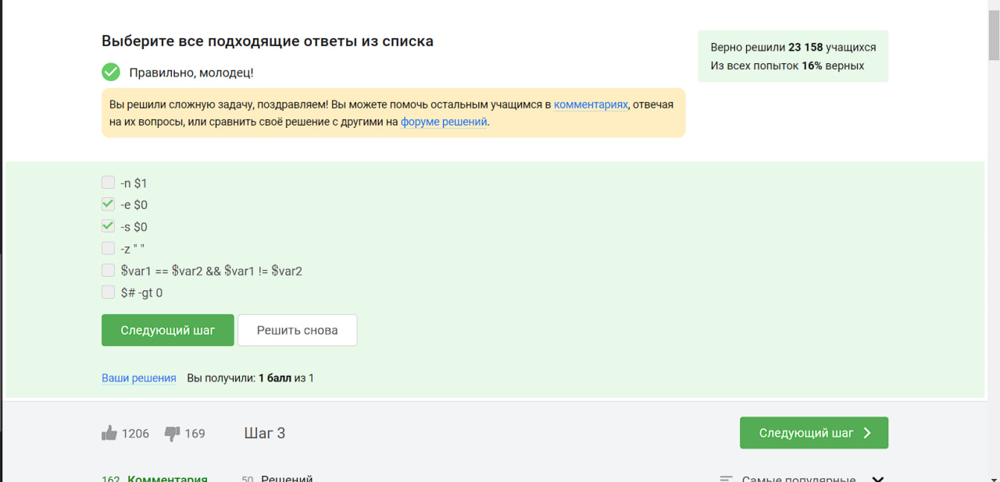 Выберите все подходящие ответы из списка
Верно решили 23 158 учащихся
Из всех попыток 16% верных
Правильно, молодец!
Вы решили сложную задачу, поздравляем! Вы можете помочь остальным учащимся в комментариях, отвечая
на их вопросы, или сравнить своё решение с другими на форуме решений.
-n $1
-e $0
-s $0
-z " "
$var1 == $var2 && $var1 != $var2
$# -gt 0
Следующий шаг
Решить снова
Ваши решения Вы получили: 1 балл из 1
1206 169 Шаг 3
Следующий шаг
162 Комментария 50 Решений Самые популярные